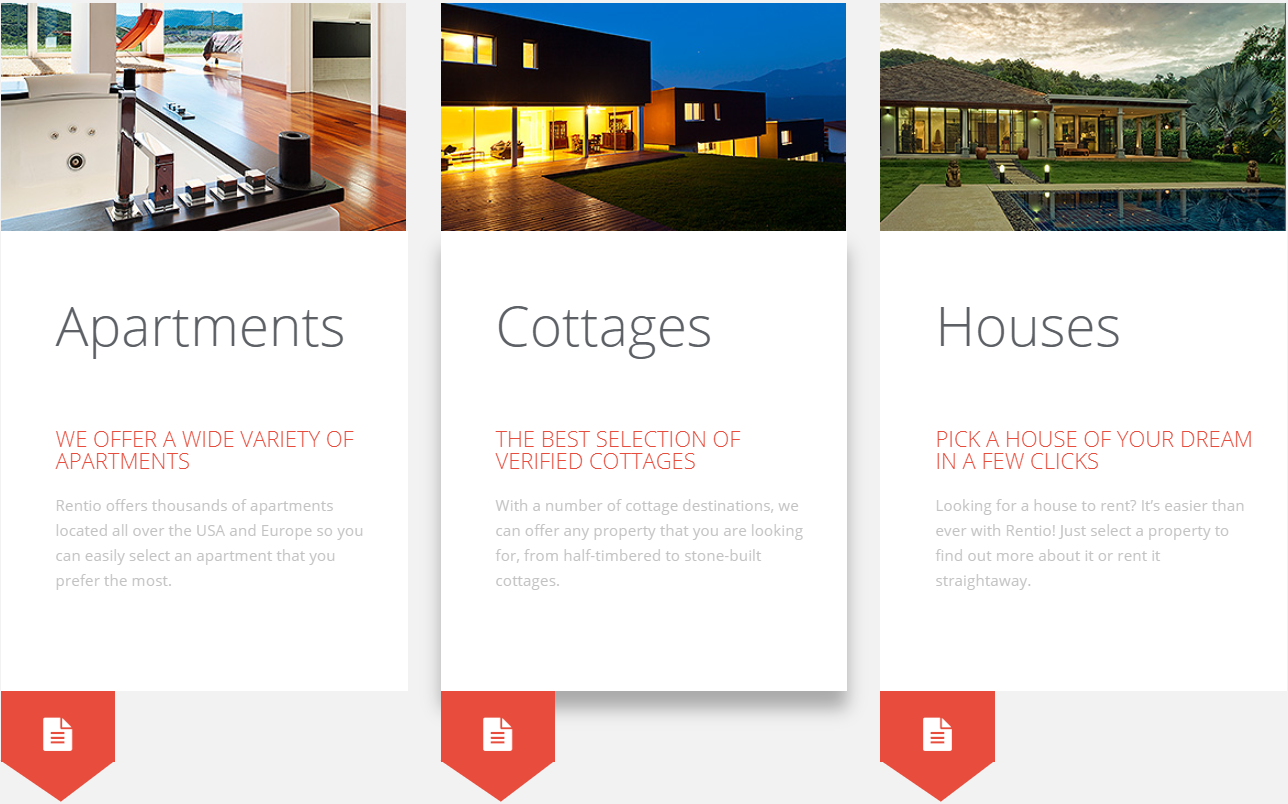 Apartments
WE OFFER A WIDE VARIETY OF
APARTMENTS
Rentio offers thousands of apartments
located all over the USA and Europe so you
can easily select an apartment that you
prefer the most.
Cottages
THE BEST SELECTION OF
VERIFIED COTTAGES
With a number of cottage destinations, we
can offer any property that you are looking
for, from half-timbered to stone-built
cottages.
Houses
PICK A HOUSE OF YOUR DREAM
IN A FEW CLICKS
Looking for a house to rent? It’s easier than
ever with Rentio! Just select a property to
find out more about it or rent it
straightaway.